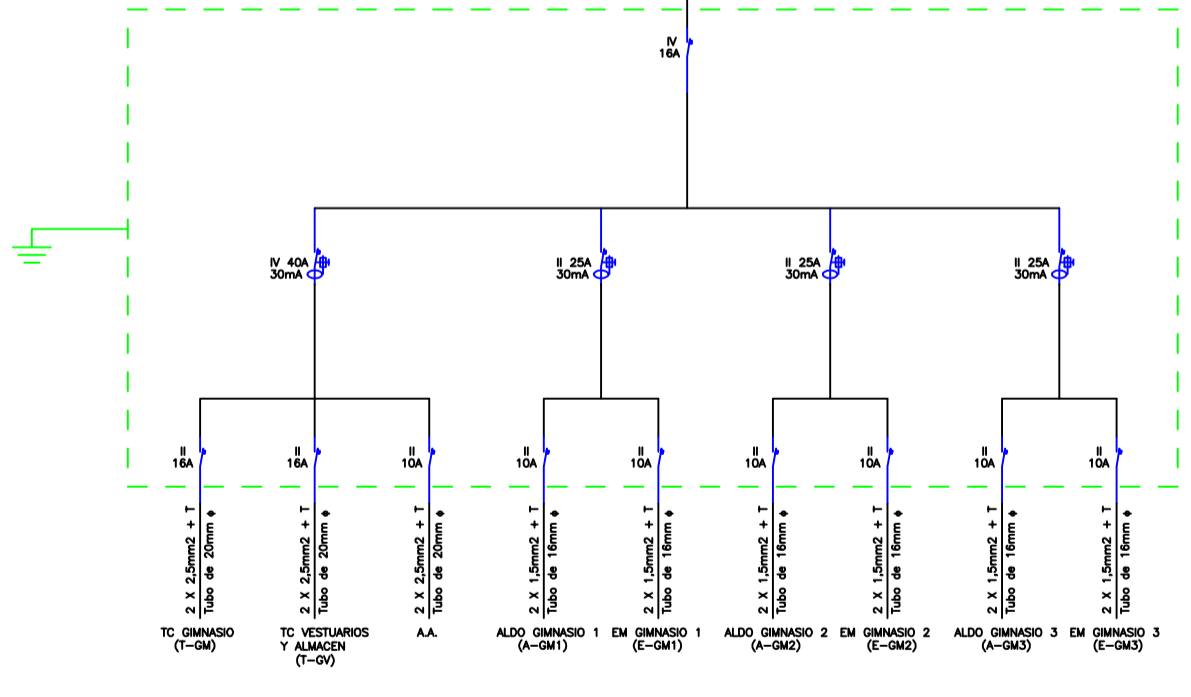 IV
16A
IV 40A
30mA
II 25A
30mA
II 25A
30mA
II 25A
30mA
II
16A
II
16A
II
10A
II
10A
II
10A
II
10A
II
10A
II
10A
II
10A
2 X 2,5mm2 + T
Tubo de 20mm ϕ
2 X 2,5mm2 + T
Tubo de 20mm ϕ
2 X 2,5mm2 + T
Tubo de 20mm ϕ
2 X 1,5mm2 + T
Tubo de 16mm ϕ
2 X 1,5mm2 + T
Tubo de 16mm ϕ
2 X 1,5mm2 + T
Tubo de 16mm ϕ
2 X 1,5mm2 + T
Tubo de 16mm ϕ
2 X 1,5mm2 + T
Tubo de 16mm ϕ
2 X 1,5mm2 + T
Tubo de 16mm ϕ
TC GIMNASIO
(T-GM)
TC VESTUARIOS
Y ALMACEN
(T-GV)
A.A.
ALDO GIMNASIO 1
(A-GM1)
EM GIMNASIO 1
(E-GM1)
ALDO GIMNASIO 2
(A-GM2)
EM GIMNASIO 2
(E-GM2)
ALDO GIMNASIO 3
(A-GM3)
EM GIMNASIO 3
(E-GM3)